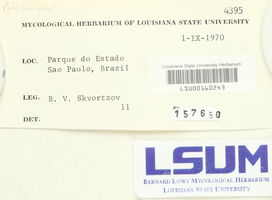 4395
MYCOLOGICAL HERBARIUM OF LOUISIANA STATE UNIVERSITY
1-IX-1970
LOC. Parque do Estado
Sao Paulo, Brazil
Louisiana State University Herbarium
LSU00160243
LEG. B. V. Skvortzov
11
157650
DET.
LSUM
BERNARD LOWY MYCOLOGICAL HERBARIUM
LOUISIANA STATE UNIVERSITY